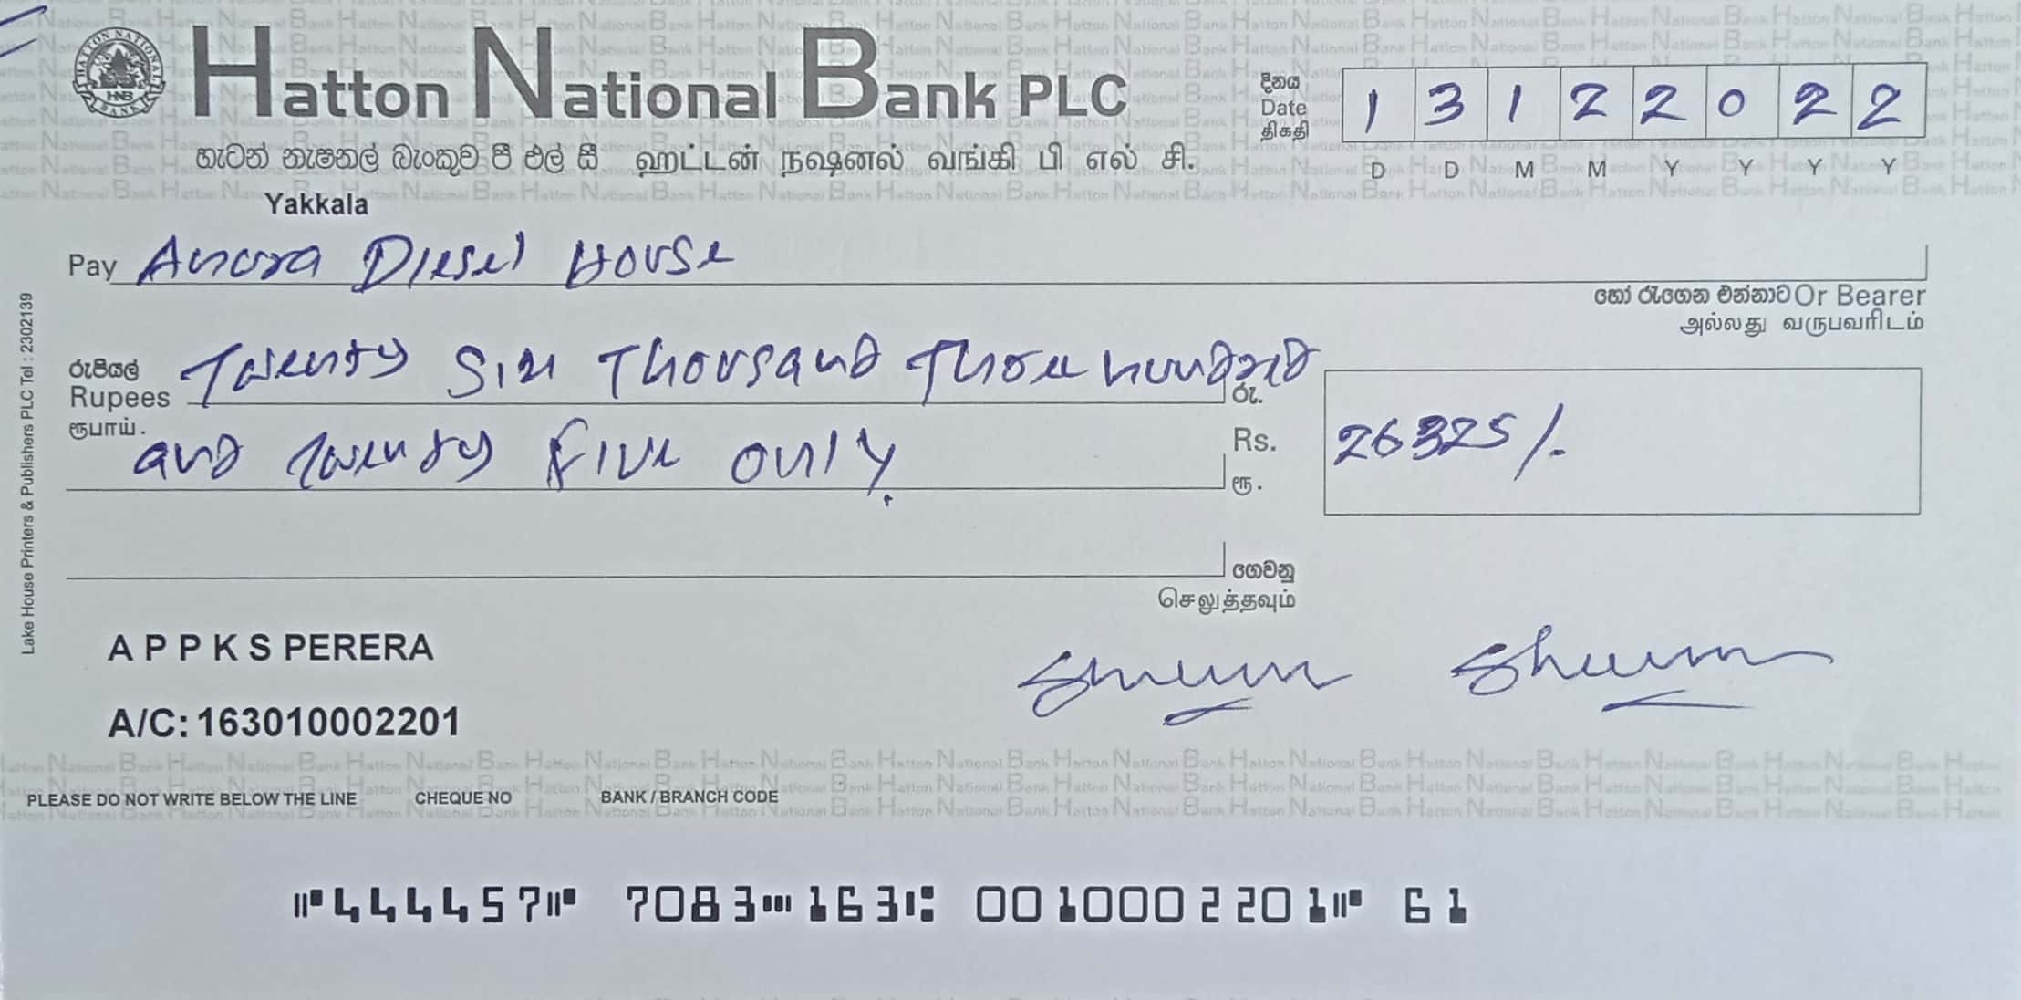 Hatton National Bank PLC
හැටන් නැෂනල් බැංකුව පී එල් සී ஹட்டன் நஷனல் வங்கி பி எல் சி.
Yakkala
දිනය
Date
திகதி
1 3 1 2 2 0 2 2
D D M M Y Y Y Y
Pay Diesel House
හෝ රැගෙන එන්නාට Or Bearer
அல்லது வருபவரிடம்
රුපියල්
Rupees
ரூபாய்.
Twenty Six Thousand Three hundred
and twenty five only.
රු.
Rs.
ரூ.
26325/.
ගෙවනු
செலுத்தவும்
A P P K S PERERA
A/C: 163010002201
Lake House Printers & Publishers PLC Tel : 2302139
PLEASE DO NOT WRITE BELOW THE LINE CHEQUE NO BANK / BRANCH CODE
⑈444457⑈ 7083⑉163⑆ 0010002201⑈ 61